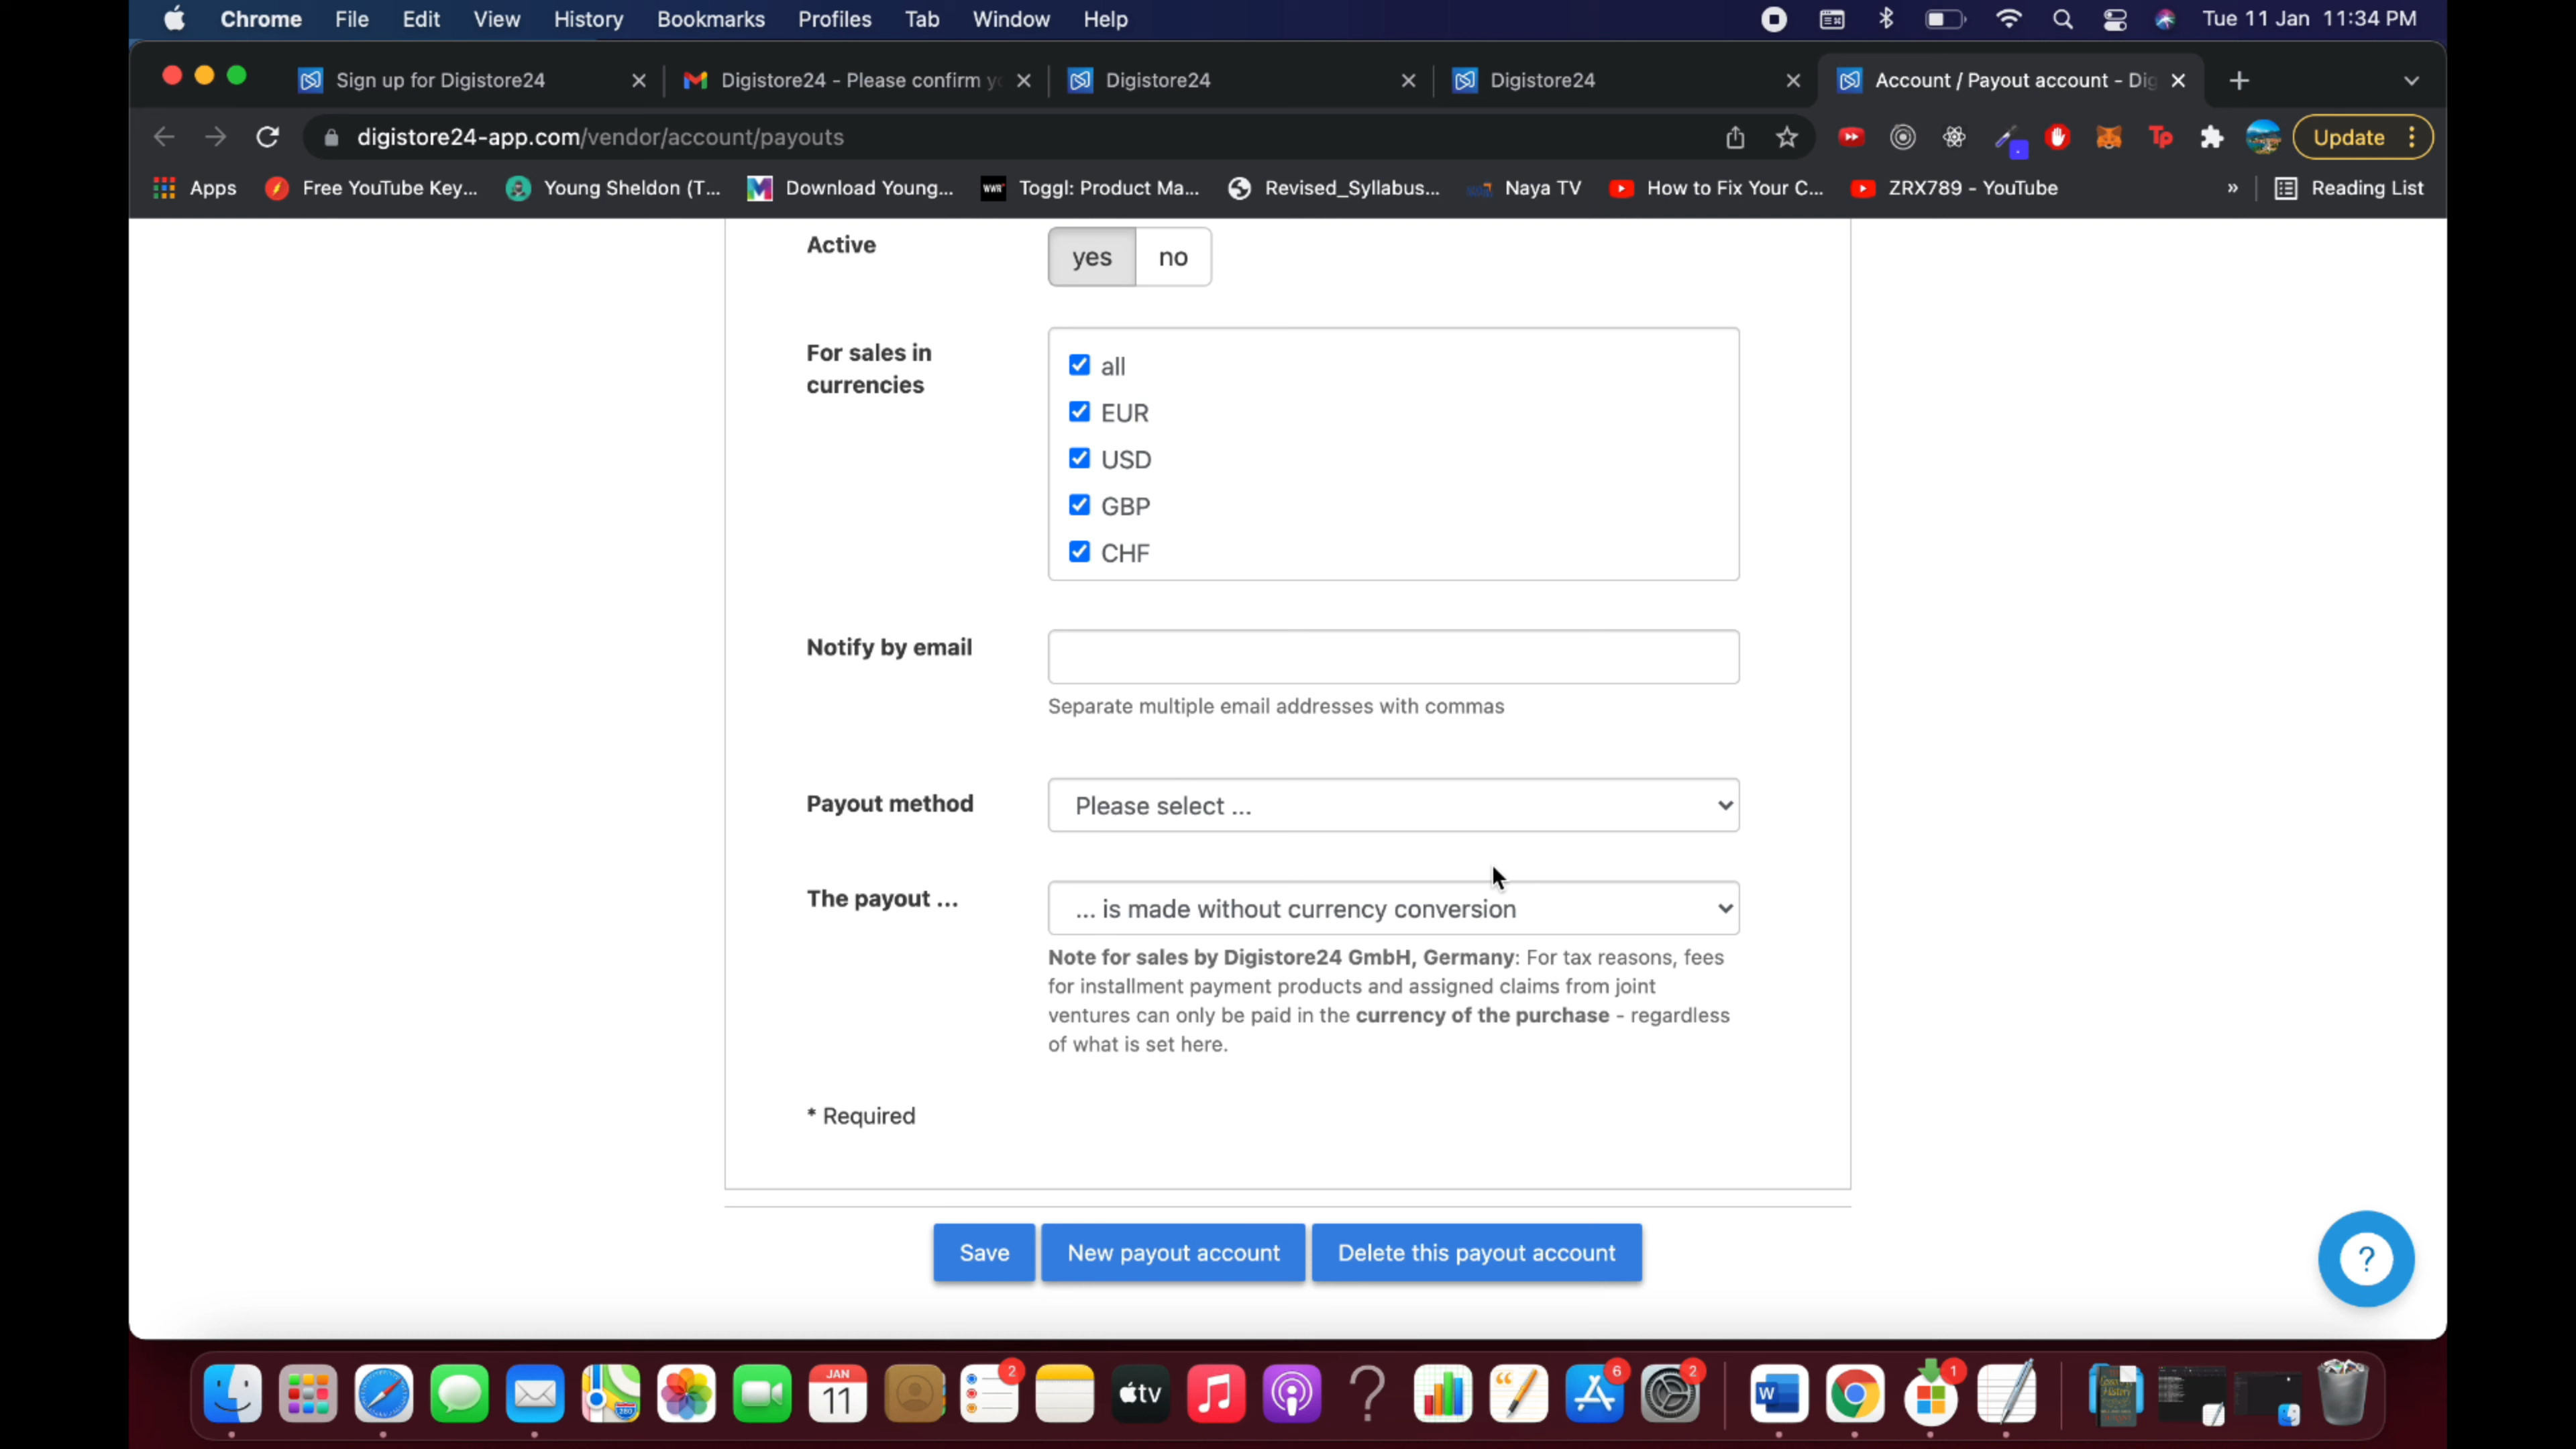 Chrome File Edit View History Bookmarks Profiles Tab Window Help Tue 11 Jan 11:34 PM
Sign up for Digistore24 Digistore24 - Please confirm yo Digistore24 Digistore24 Account / Payout account - Dig
digistore24-app.com/vendor/account/payouts Tp Update
Apps Free YouTube Key... Young Sheldon (T... Download Young... WWR Toggl: Product Ma... Revised_Syllabus... Naya TV How to Fix Your C... ZRX789 - YouTube » Reading List
Active yes no
For sales in
currencies
all
EUR
USD
GBP
CHF
Notify by email
Separate multiple email addresses with commas
Payout method Please select ...
The payout ... ... is made without currency conversion
Note for sales by Digistore24 GmbH, Germany: For tax reasons, fees
for installment payment products and assigned claims from joint
ventures can only be paid in the currency of the purchase - regardless
of what is set here.
* Required
Save New payout account Delete this payout account
?
JAN
11
2
tv
6
2
W
1